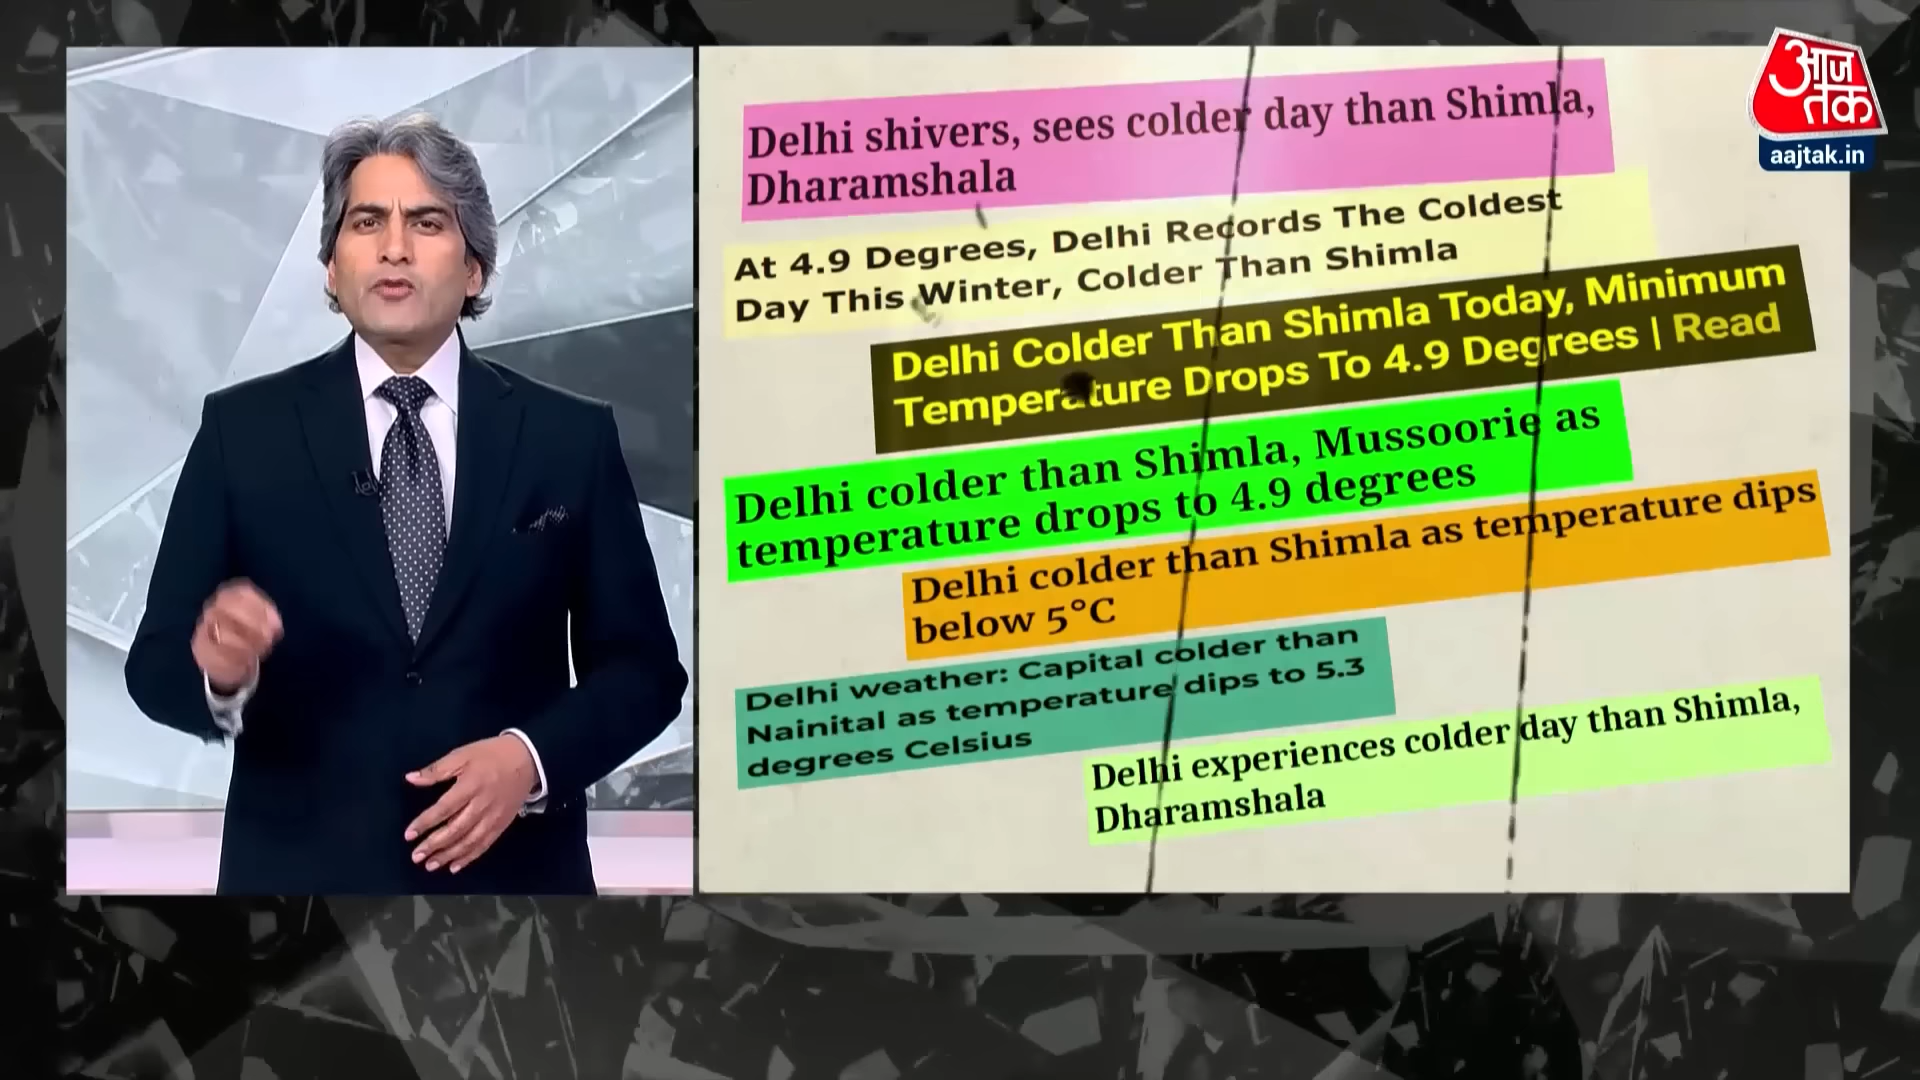 आज
तक
aajtak.in
Delhi shivers, sees colder day than Shimla,
Dharamshala
At 4.9 Degrees, Delhi Records The Coldest
Day This Winter, Colder Than Shimla
Delhi Colder Than Shimla Today, Minimum
Temperature Drops To 4.9 Degrees | Read
Delhi colder than Shimla, Mussoorie as
temperature drops to 4.9 degrees
Delhi colder than Shimla as temperature dips
below 5°C
Delhi weather: Capital colder than
Nainital as temperature dips to 5.3
degrees Celsius
Delhi experiences colder day than Shimla,
Dharamshala